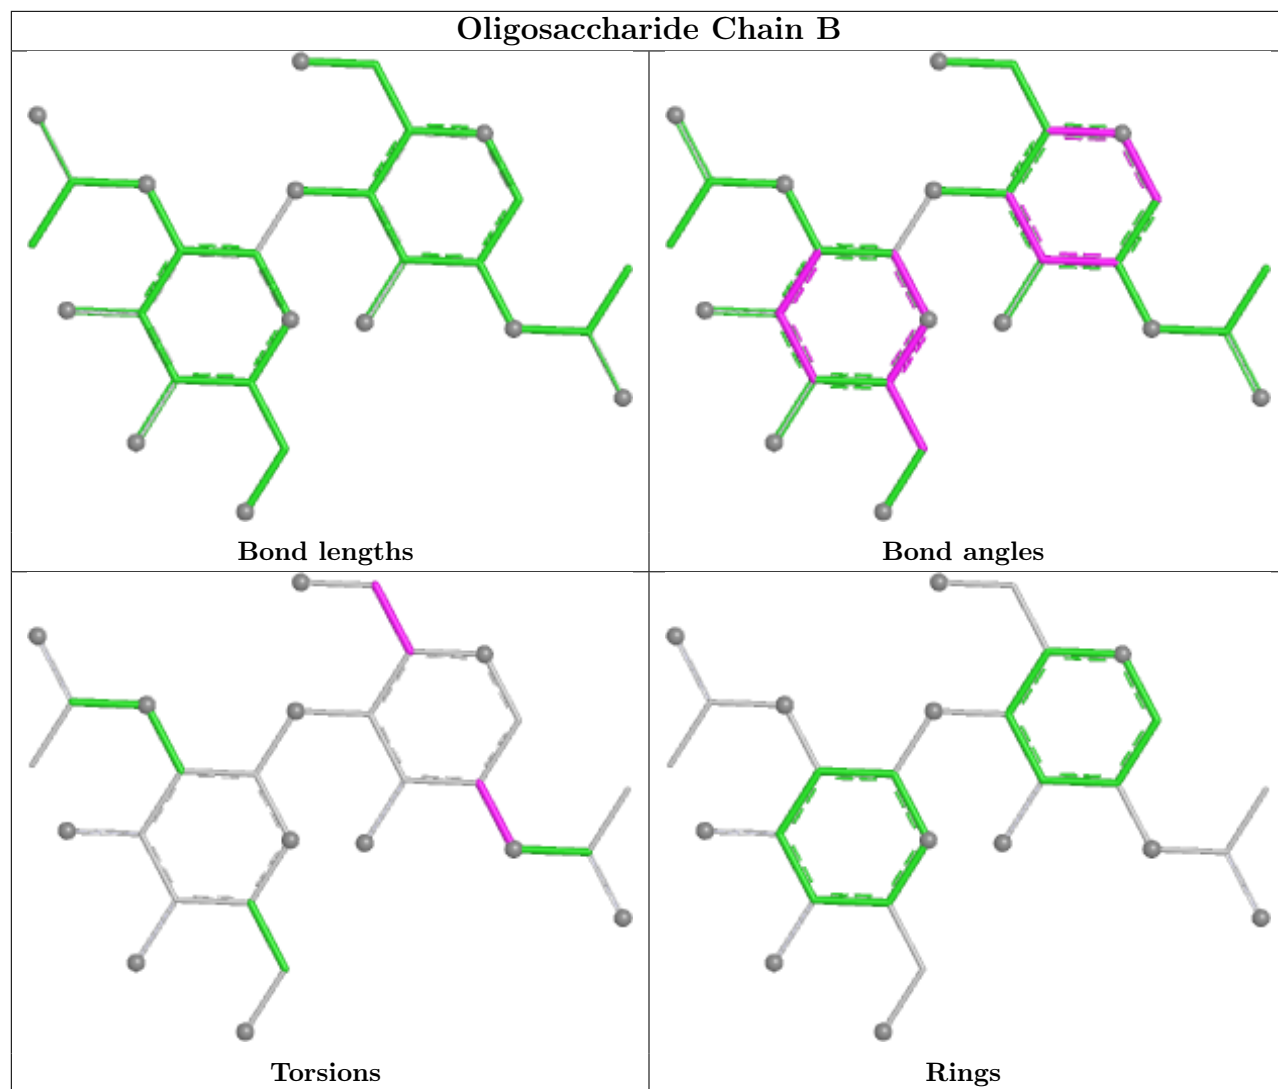 Oligosaccharide Chain B
Bond lengths
Bond angles
Torsions
Rings